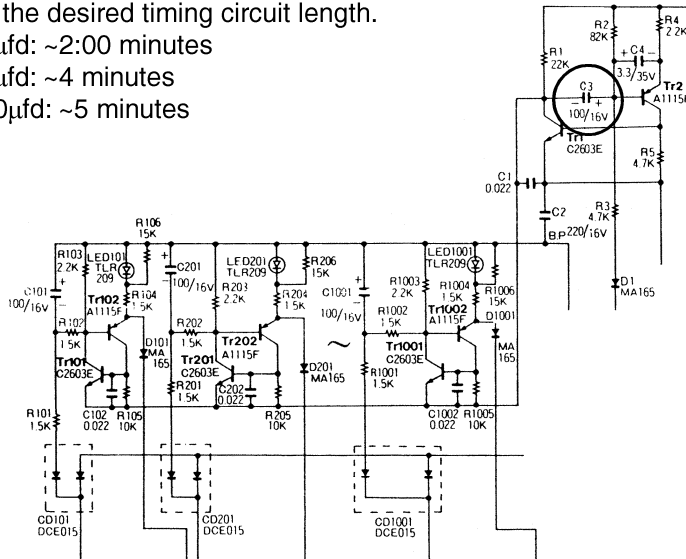 the desired timing circuit length.
μfd: ~2:00 minutes
μfd: ~4 minutes
0μfd: ~5 minutes
R1
22K
R2
82K
R4
2.2K
+ C4 -
3.3/35V
C3
- +
100/16V
Tr2
A1115
Tr1
C2603E
R5
4.7K
C1
0.022
C2
B.P 220/16V
R3
4.7K
D1
MA165
R106
15K
R103
2.2K
LED101
TLR
209
C101
100/16V
R104
1.5K
Tr102
A1115F
R102
1.5K
D101
MA
165
Tr101
C2603E
R101
1.5K
C102
0.022
R105
10K
C201
100/16V
LED201
TLR209
R206
15K
R203
2.2K
R204
1.5K
R202
1.5K
Tr202
A1115F
Tr201
C2603E
D201
MA165
R201
1.5K
C202
0.022
R205
10K
~
C1001
100/16V
LED1001
TLR209
R1003
2.2K
R1004
1.5K
R1006
15K
R1002
1.5K
Tr1002
A1115F
D1001
MA
165
Tr1001
C2603E
R1001
1.5K
C1002
0.022
R1005
10K
CD101
DCE015
CD201
DCE015
CD1001
DCE015